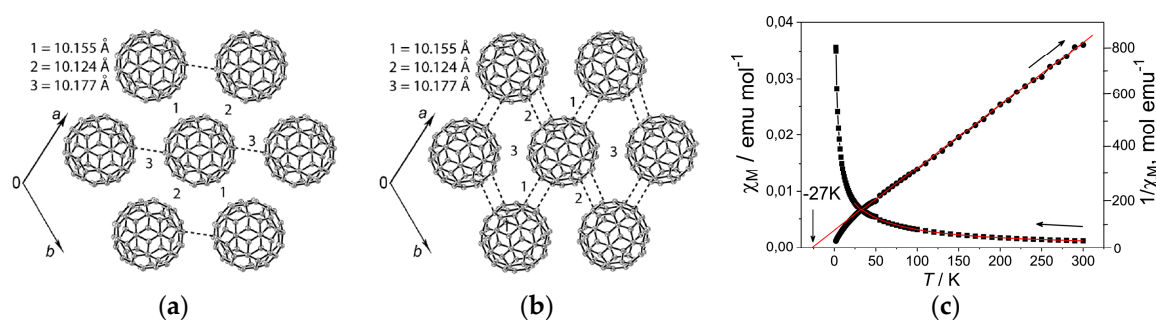 1 = 10.155 Å
2 = 10.124 Å
3 = 10.177 Å
1 2
a
3 3
0
2 1
b
(a)
1 = 10.155 Å
2 = 10.124 Å
3 = 10.177 Å
1
2
a
3 3
0
1
2
b
(b)
χM / emu mol-1
0,04
0,03
0,02
0,01
0,00
-27K
0 50 100 150 200 250 300
T / K
800
600
400
200
0
1/χM, mol emu-1
(c)